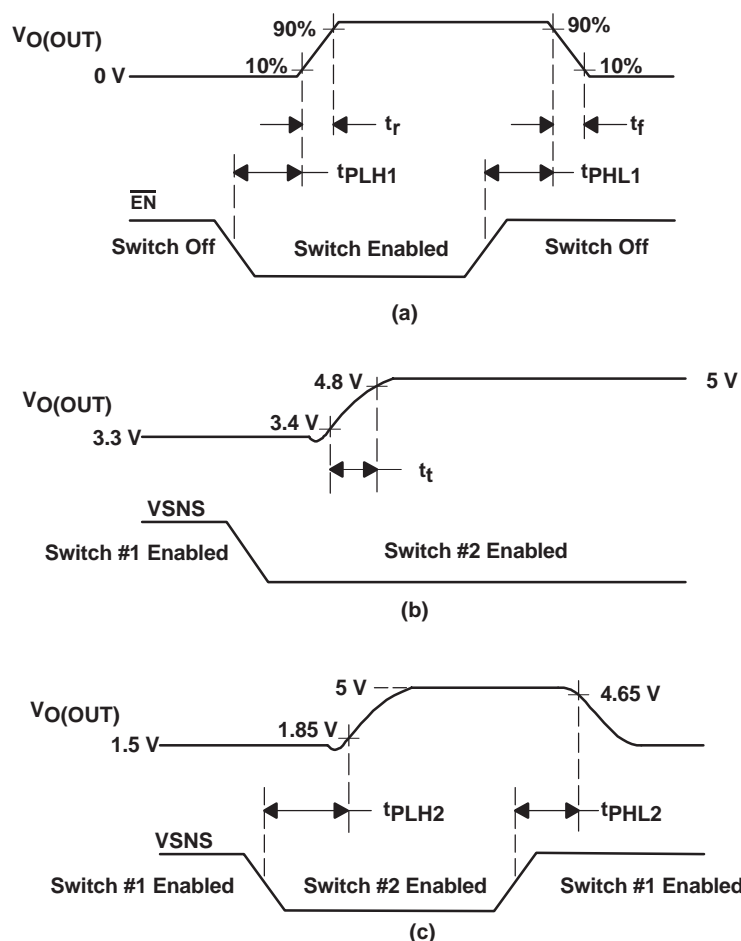 VO(OUT)
90%
90%
10%
10%
0 V
tr
tf
tPLH1
tPHL1
EN
Switch Off
Switch Enabled
Switch Off
(a)
4.8 V
5 V
VO(OUT)
3.4 V
3.3 V
tt
VSNS
Switch #1 Enabled
Switch #2 Enabled
(b)
5 V
4.65 V
VO(OUT)
1.85 V
1.5 V
tPLH2
tPHL2
VSNS
Switch #1 Enabled
Switch #2 Enabled
Switch #1 Enabled
(c)